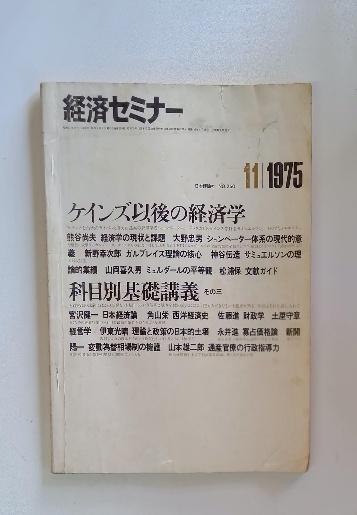 経済セミナー
11 1975
ケインズ以後の経済学
熊谷尚夫 経済学の現状と課題 大野忠男 シュンペーター体系の現代的意
義 新野幸次郎 ガルブレイス理論の核心 神谷伝造 サミュエルソンの理
論的業績 山岡喜久男 ミュルダールの平等観 松浦保 文献ガイド
科目別基礎講義 その三
宮沢健一 日本経済論 角山栄 西洋経済史 佐藤進 財政学 土屋守章
経営学 伊東光晴 理論と政策の日本的土壌 永井進 寡占価格論 新開
陽一 変動為替相場制の擁護 山本雄二郎 通産官僚の行政指導力